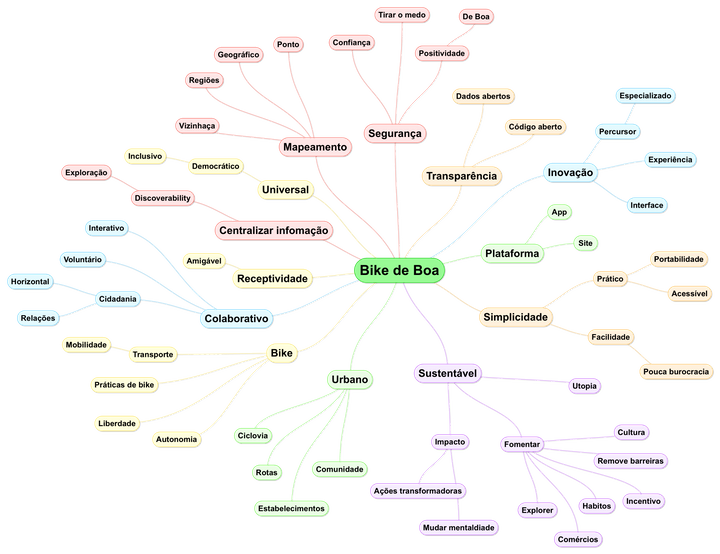 Tirar o medo
De Boa
Confiança
Ponto
Positividade
Geográfico
Regiões
Dados abertos
Especializado
Vizinhaça
Segurança
Código aberto
Percursor
Mapeamento
Inclusivo
Democrático
Experiência
Exploração
Transparência
Inovação
Universal
Discoverability
Interface
App
Interativo
Centralizar infomação
Site
Plataforma
Voluntário
Amigável
Portabilidade
Bike de Boa
Receptividade
Prático
Horizontal
Acessível
Cidadania
Relações
Colaborativo
Simplicidade
Facilidade
Mobilidade
Transporte
Bike
Pouca burocracia
Sustentável
Urbano
Práticas de bike
Utopia
Liberdade
Cultura
Ciclovia
Autonomia
Impacto
Fomentar
Remove barreiras
Rotas
Comunidade
Ações transformadoras
Incentivo
Estabelecimentos
Explorer
Habitos
Mudar mentaldiade
Comércios